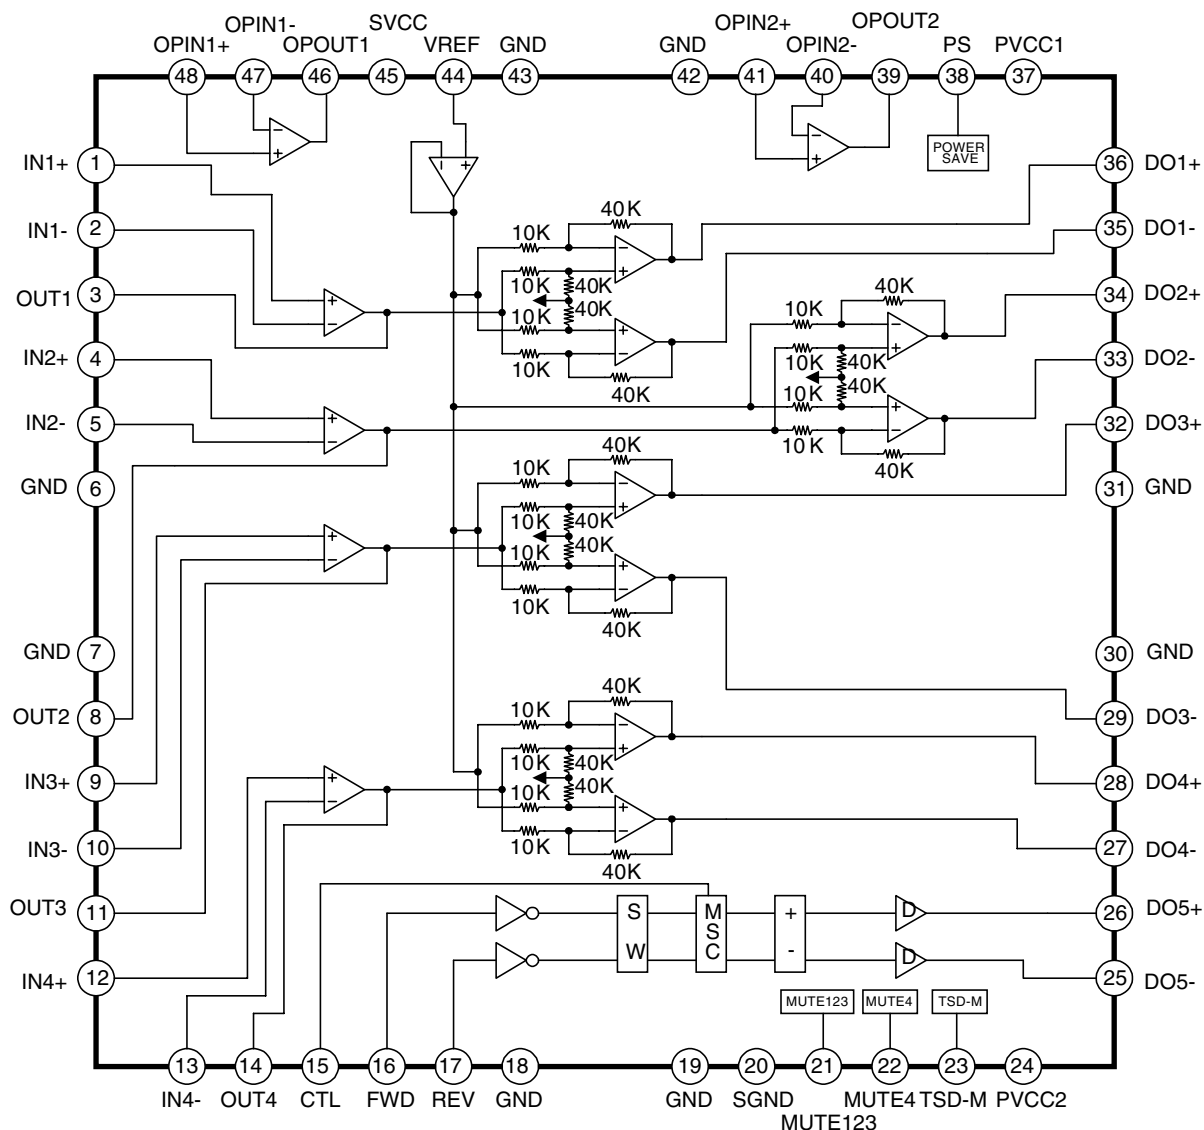 OPIN1- SVCC OPIN2+ OPOUT2
OPIN1+ OPOUT1 VREF GND GND OPIN2- PS PVCC1
48 47 46 45 44 43 42 41 40 39 38 37
- + - + - +
POWER
SAVE
IN1+ 1 36 DO1+
IN1- 2 35 DO1-
OUT1 3 34 DO2+
IN2+ 4 33 DO2-
IN2- 5 32 DO3+
GND 6 31 GND
GND 7 30 GND
OUT2 8 29 DO3-
IN3+ 9 28 DO4+
IN3- 10 27 DO4-
OUT3 11 26 DO5+
IN4+ 12 25 DO5-
+ -
+ -
+ -
+ -
40K
10K
- +
10K 40K
40K
10K
+ -
10K
40K
40K
10K
- +
10K 40K
40K
10K
+ -
10K
40K
40K
10K
- +
10K 40K
40K
10K
+ -
10K
40K
40K
10K
- +
10K 40K
40K
10K
+ -
10K
40K
S
W
M
S
C
+
-
D
D
MUTE123 MUTE4 TSD-M
13 14 15 16 17 18 19 20 21 22 23 24
IN4- OUT4 CTL FWD REV GND GND SGND MUTE4 TSD-M PVCC2
MUTE123